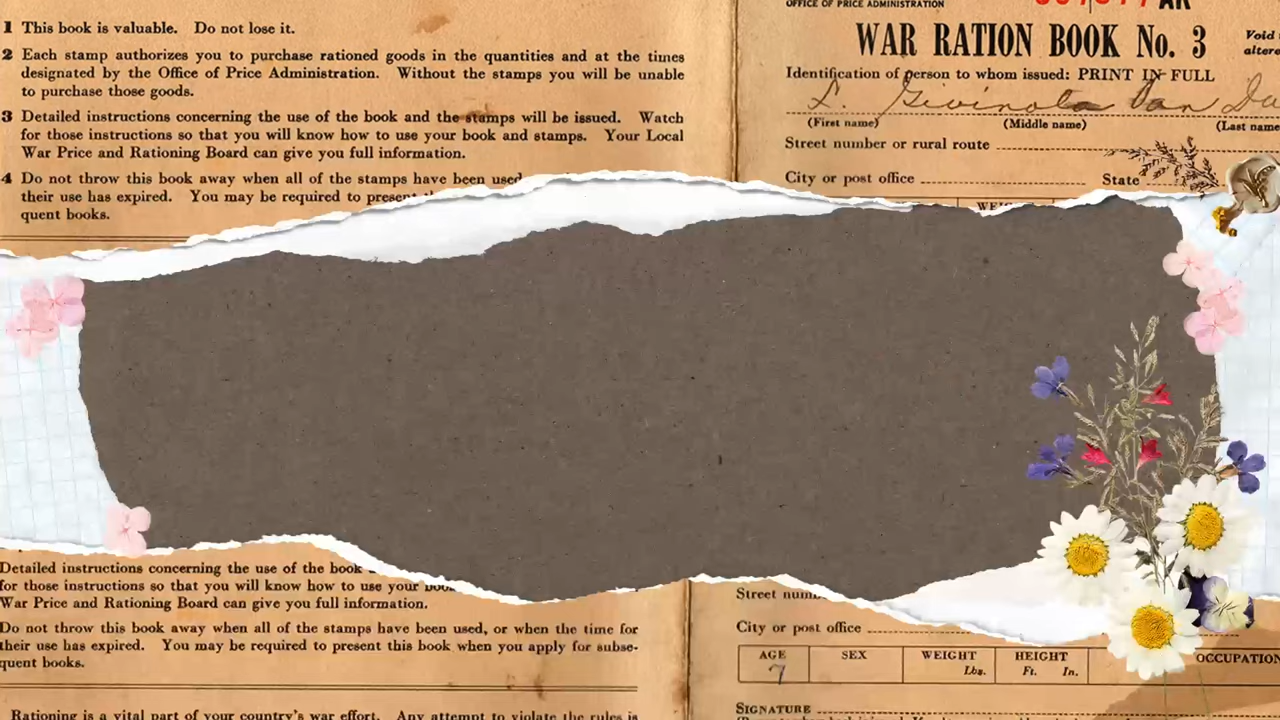 1 This book is valuable. Do not lose it.
2 Each stamp authorizes you to purchase rationed goods in the quantities and at the times
designated by the Office of Price Administration. Without the stamps you will be unable
to purchase those goods.
3 Detailed instructions concerning the use of the book and the stamps will be issued. Watch
for those instructions so that you will know how to use your book and stamps. Your Local
War Price and Rationing Board can give you full information.
4 Do not throw this book away when all of the stamps have been used
their use has expired. You may be required to present
quent books.
OFFICE OF PRICE ADMINISTRATION
AR
WAR RATION BOOK No. 3
Void
altere
Identification of person to whom issued: PRINT IN FULL
(First name) (Middle name) (Last name
Street number or rural route
City or post office State
WEIG
Detailed instructions concerning the use of the book
for those instructions so that you will know how to use your
War Price and Rationing Board can give you full information.
Do not throw this book away when all of the stamps have been used, or when the time for
their use has expired. You may be required to present this book when you apply for subse-
quent books.
Rationing is a vital part of your country's war effort. Any attempt to violate the rules is
Street num
City or post office
AGE SEX WEIGHT HEIGHT OCCUPATION
7 Lbs. Ft. In.
SIGNATURE